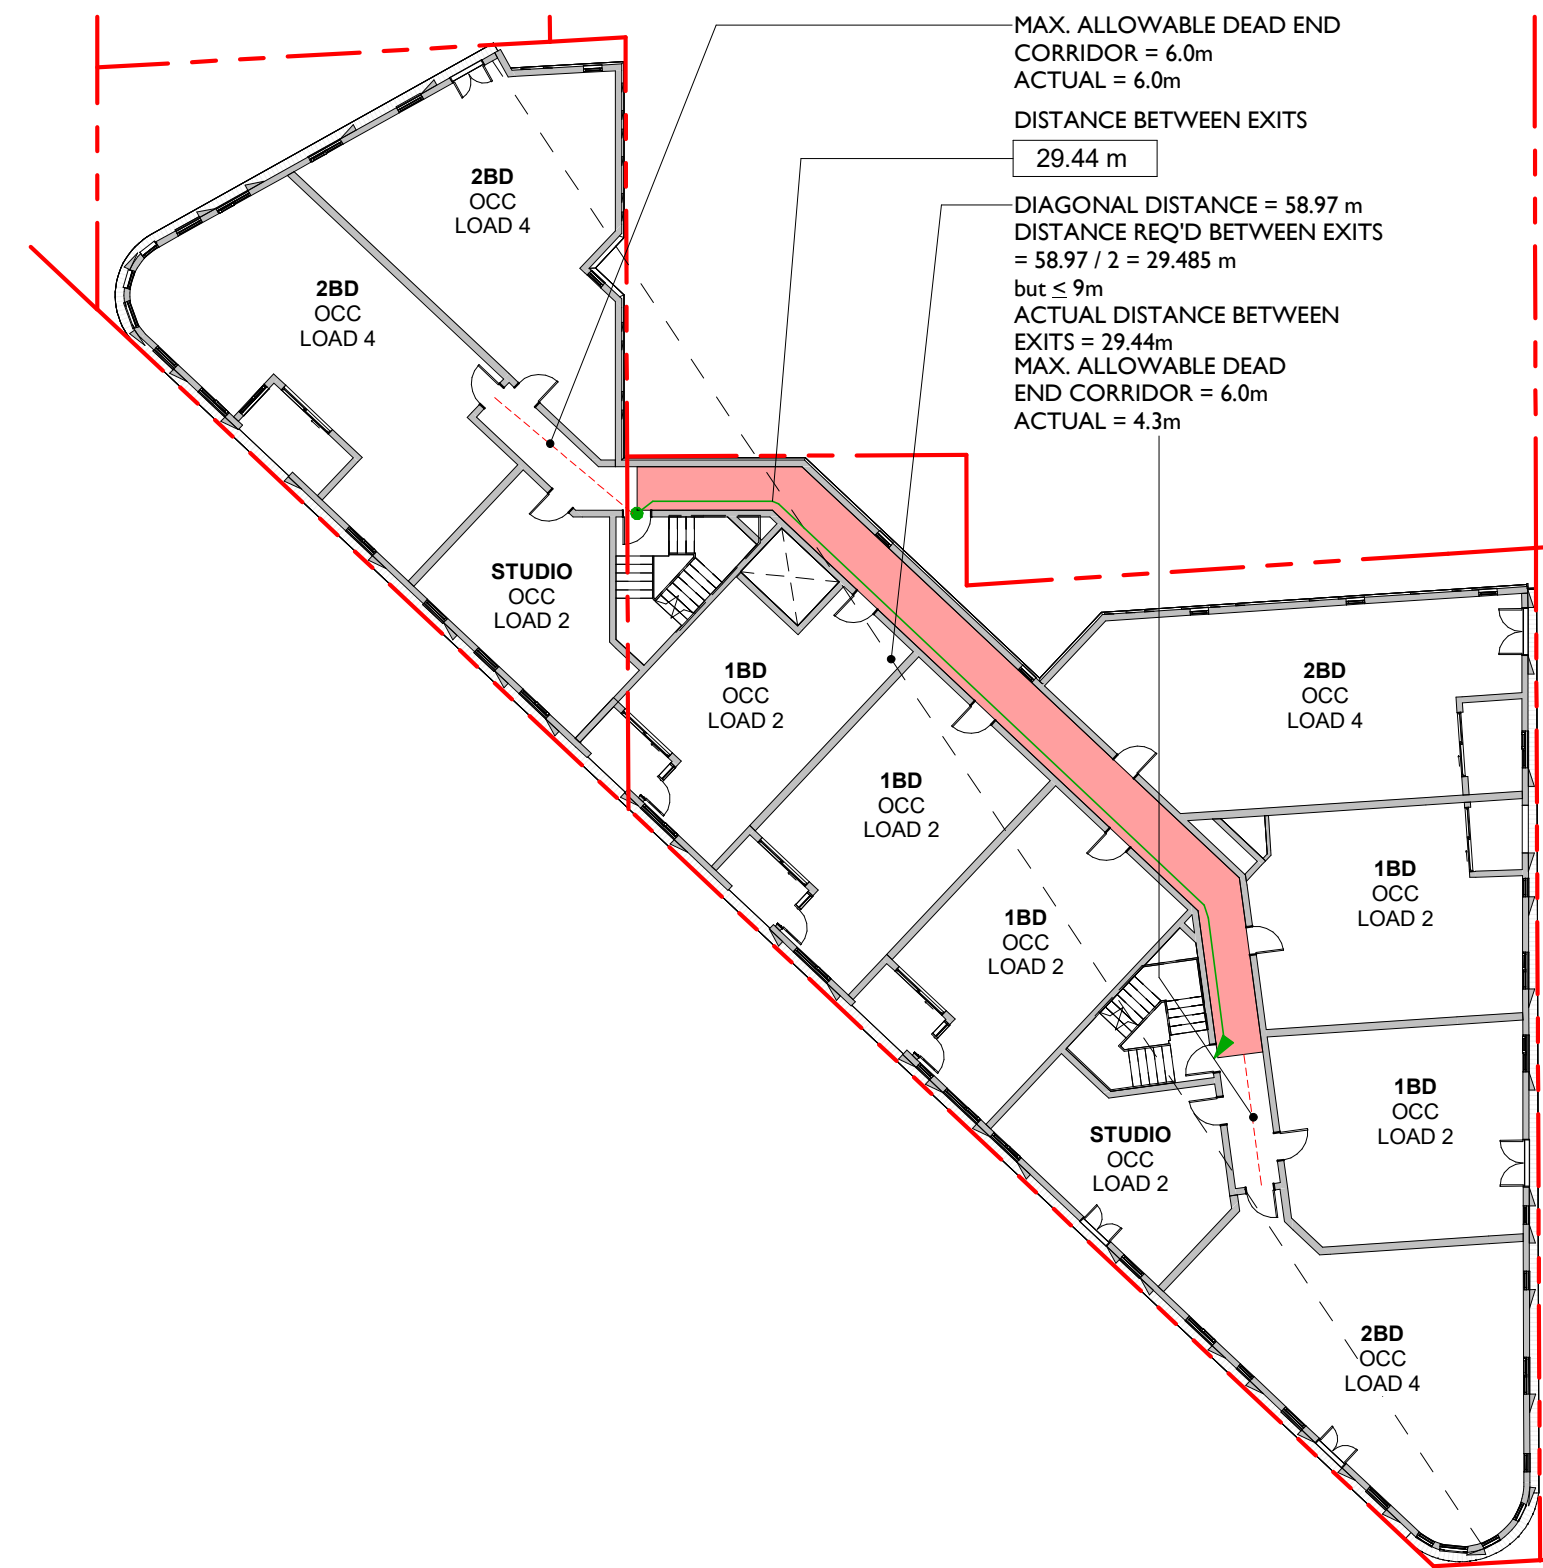 MAX. ALLOWABLE DEAD END
CORRIDOR = 6.0m
ACTUAL = 6.0m
DISTANCE BETWEEN EXITS
29.44 m
DIAGONAL DISTANCE = 58.97 m
DISTANCE REQ'D BETWEEN EXITS
= 58.97 / 2 = 29.485 m
but ≤ 9m
ACTUAL DISTANCE BETWEEN
EXITS = 29.44m
MAX. ALLOWABLE DEAD
END CORRIDOR = 6.0m
ACTUAL = 4.3m
2BD
OCC
LOAD 4
2BD
OCC
LOAD 4
STUDIO
OCC
LOAD 2
1BD
OCC
LOAD 2
2BD
OCC
LOAD 4
1BD
OCC
LOAD 2
1BD
OCC
LOAD 2
1BD
OCC
LOAD 2
1BD
OCC
LOAD 2
STUDIO
OCC
LOAD 2
2BD
OCC
LOAD 4